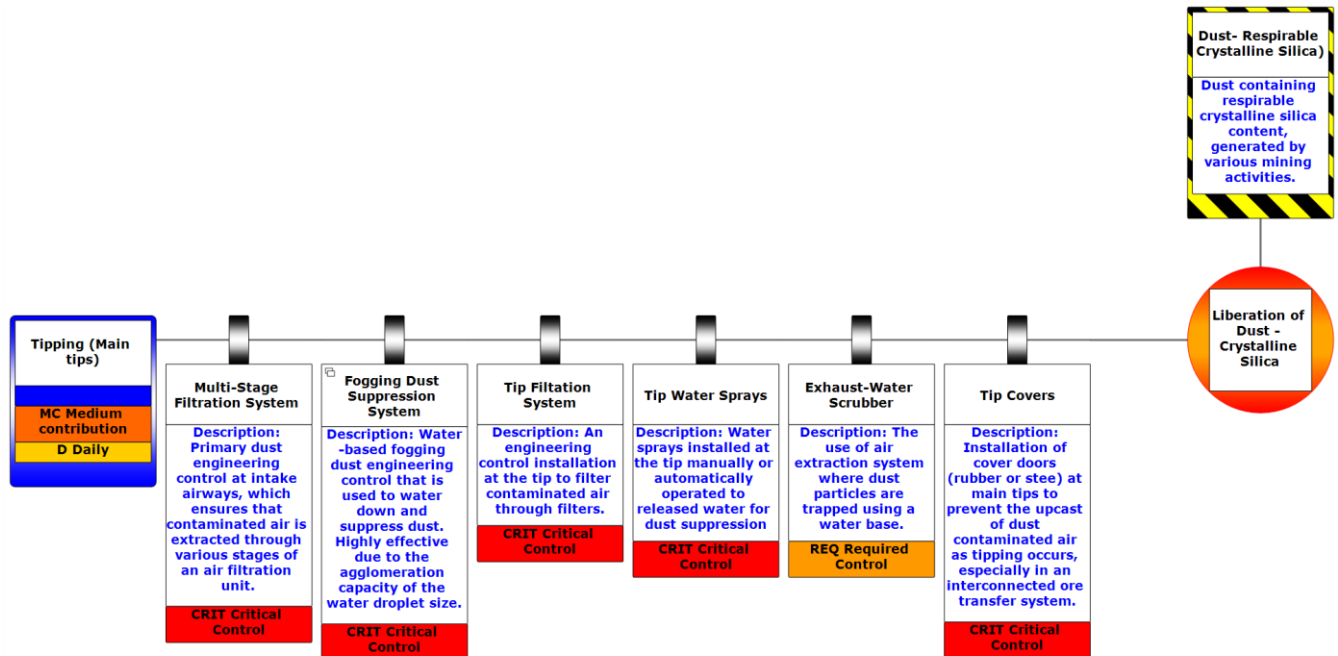 Dust- Respirable
Crystalline Silica)
Dust containing
respirable
crystalline silica
content,
generated by
various mining
activities.
Liberation of
Dust -
Crystalline
Silica
Tipping (Main
tips)
MC Medium
contribution
D Daily
Multi-Stage
Filtration System
Description:
Primary dust
engineering
control at intake
airways, which
ensures that
contaminated air is
extracted through
various stages of
an air filtration
unit.
CRIT Critical
Control
Fogging Dust
Suppression
System
Description: Water
-based fogging
dust engineering
control that is
used to water
down and
suppress dust.
Highly effective
due to the
agglomeration
capacity of the
water droplet size.
CRIT Critical
Control
Tip Filtation
System
Description: An
engineering
control installation
at the tip to filter
contaminated air
through filters.
CRIT Critical
Control
Tip Water Sprays
Description: Water
sprays installed at
the tip manually or
automatically
operated to
released water for
dust suppression
CRIT Critical
Control
Exhaust-Water
Scrubber
Description: The
use of air
extraction system
where dust
particles are
trapped using a
water base.
REQ Required
Control
Tip Covers
Description:
Installation of
cover doors
(rubber or stee) at
main tips to
prevent the upcast
of dust
contaminated air
as tipping occurs,
especially in an
interconnected ore
transfer system.
CRIT Critical
Control